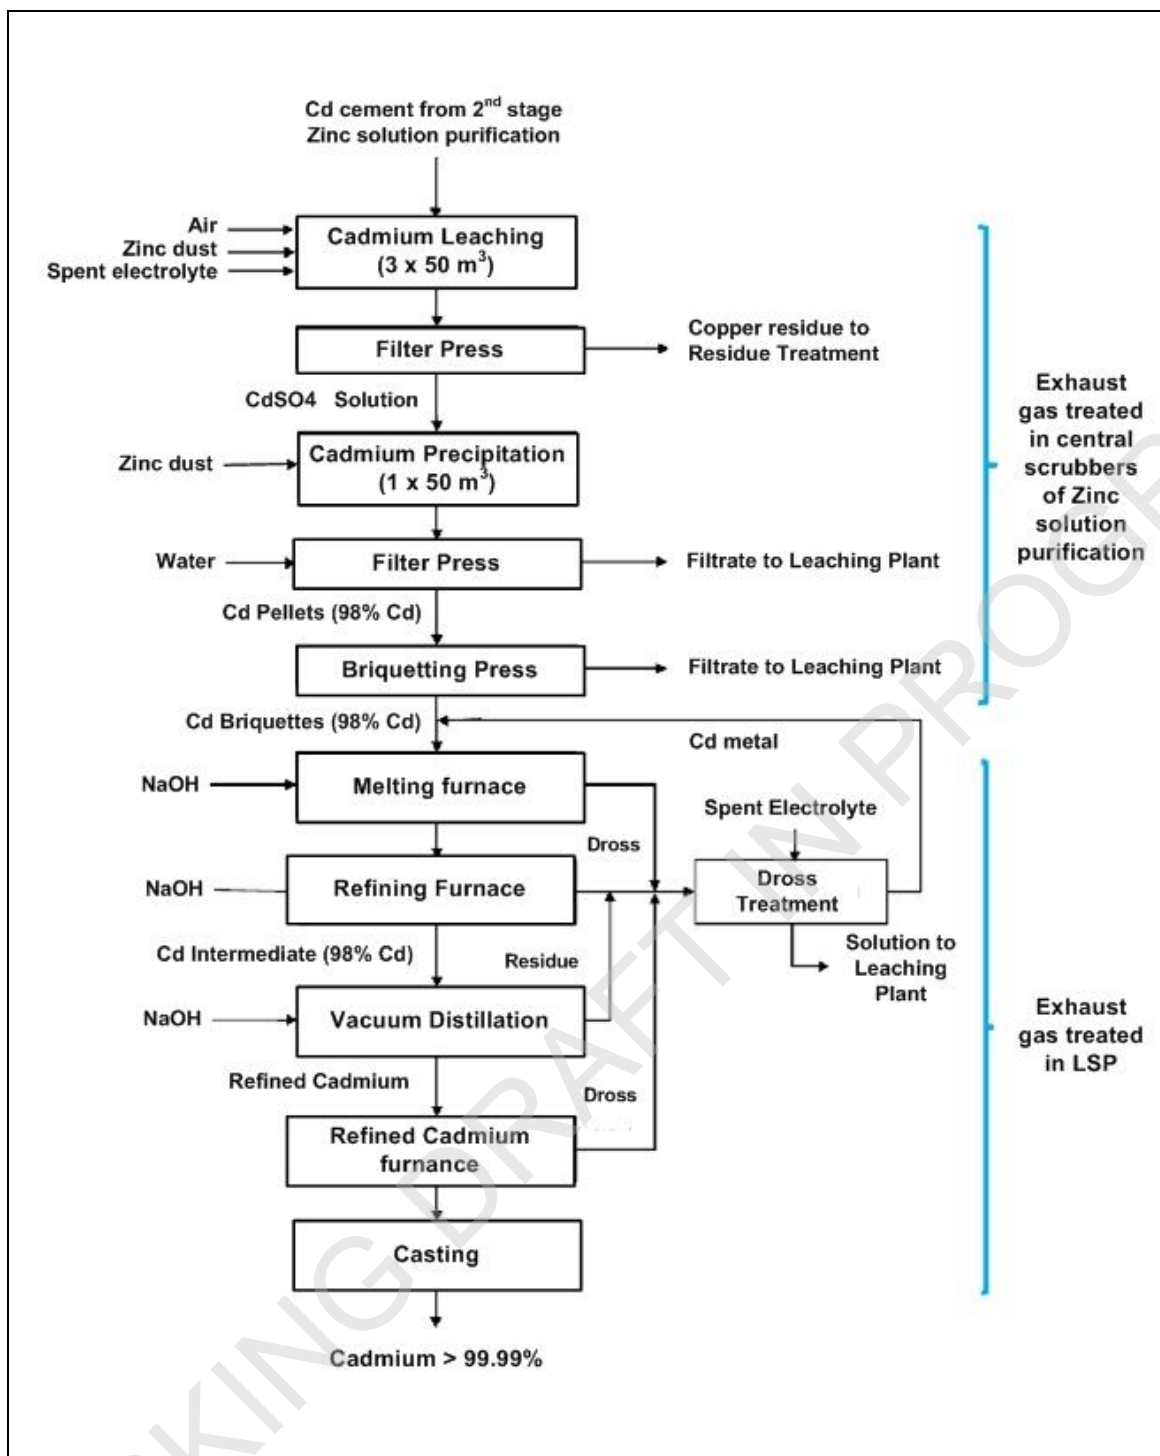 Cd cement from 2nd stage
Zinc solution purification
Air
Zinc dust
Spent electrolyte
Cadmium Leaching
(3 x 50 m3)
Filter Press
Copper residue to
Residue Treatment
CdSO4 Solution
Zinc dust
Cadmium Precipitation
(1 x 50 m3)
Water
Filter Press
Filtrate to Leaching Plant
Cd Pellets (98% Cd)
Briquetting Press
Filtrate to Leaching Plant
Exhaust
gas treated
in central
scrubbers
of Zinc
solution
purification
Cd Briquettes (98% Cd)
Cd metal
NaOH
Melting furnace
Spent Electrolyte
Dross
NaOH
Refining Furnace
Dross
Treatment
Cd Intermediate (98% Cd)
Residue
Solution to
Leaching
Plant
NaOH
Vacuum Distillation
Refined Cadmium
Dross
Refined Cadmium
furnance
Exhaust
gas treated
in LSP
Casting
Cadmium > 99.99%
RKING DRAFT IN PROGR